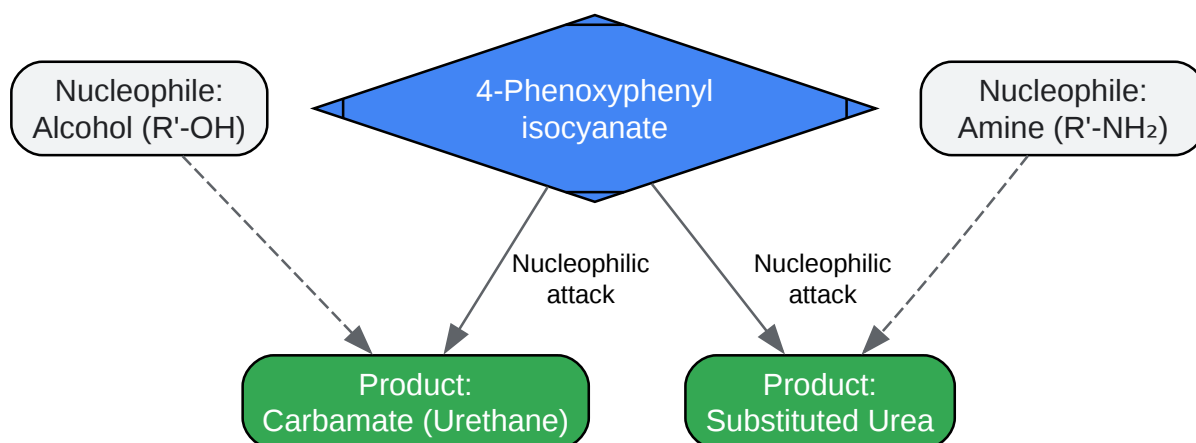 Nucleophile:
Alcohol (R'-OH)
4-Phenoxyphenyl
isocyanate
Nucleophile:
Amine (R'-NH₂)
Nucleophilic
attack
Nucleophilic
attack
Product:
Carbamate (Urethane)
Product:
Substituted Urea